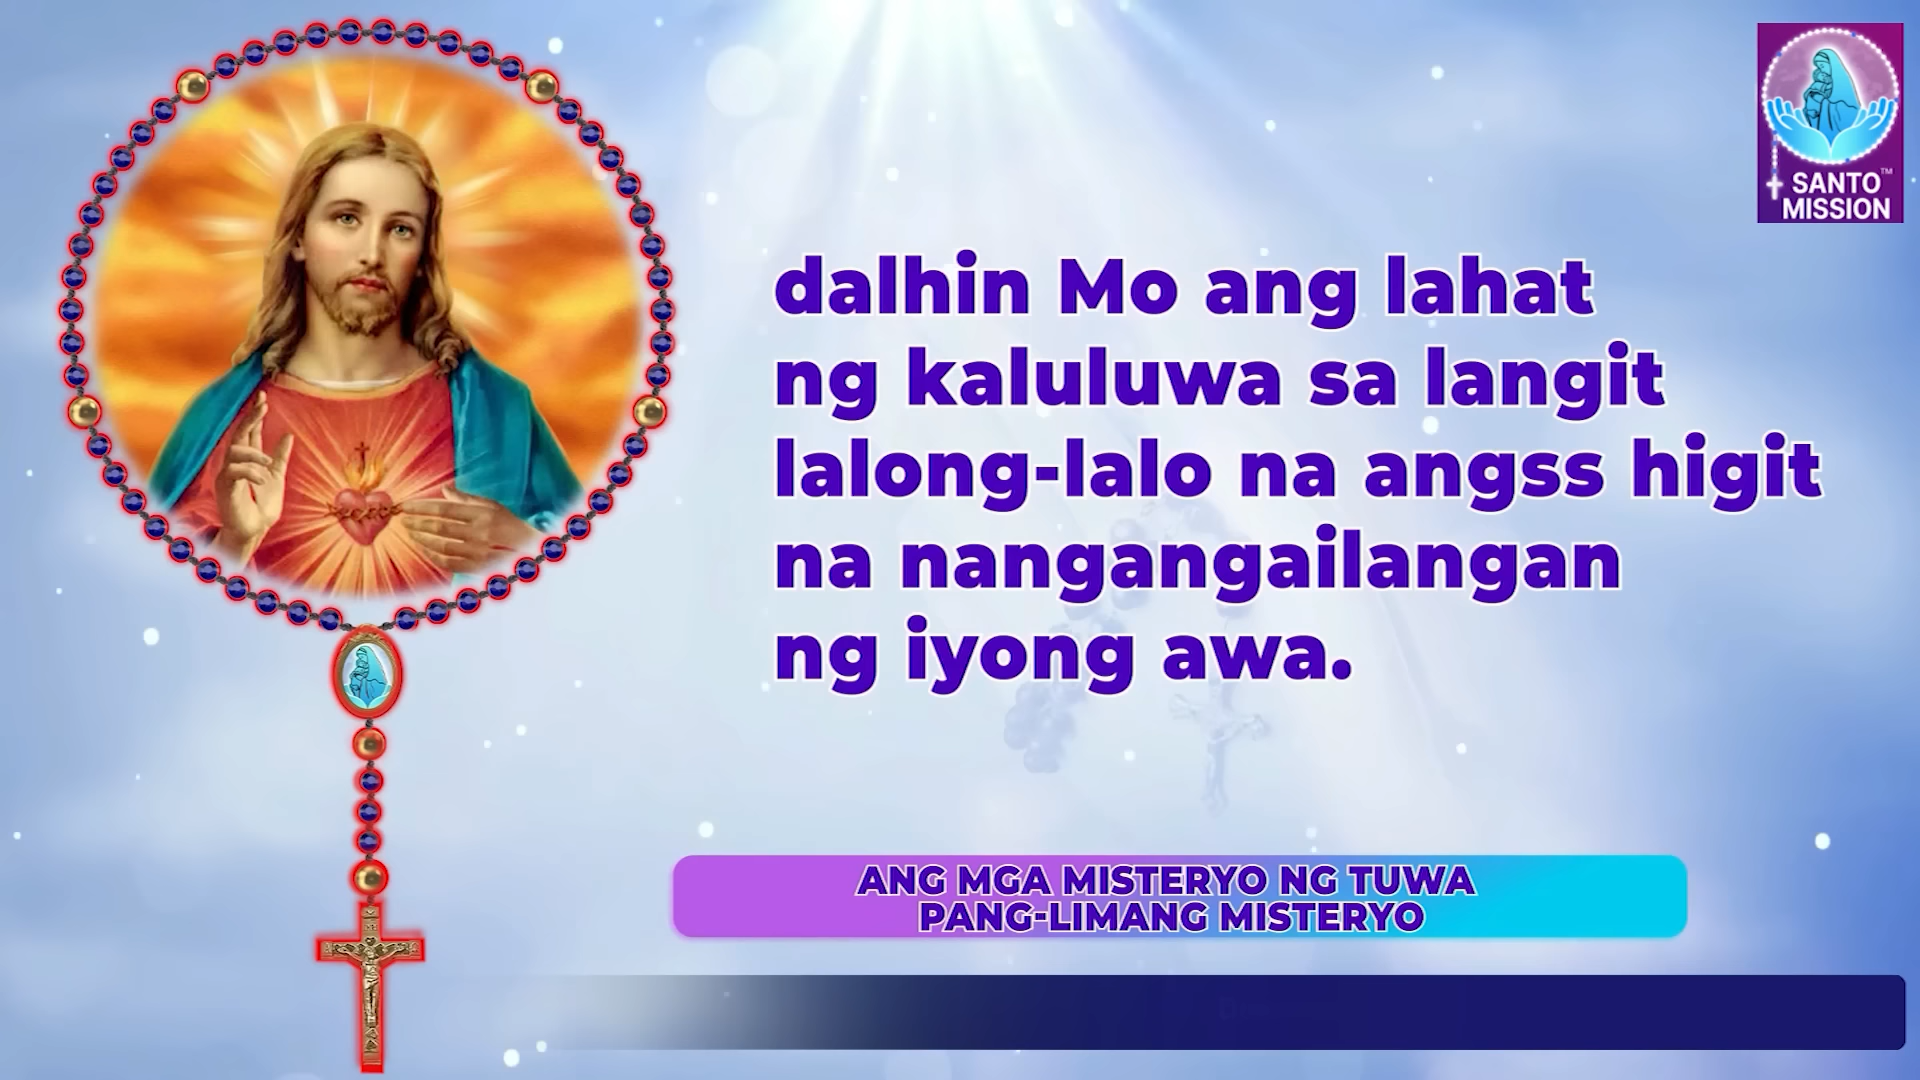 SANTO™
MISSION
dalhin Mo ang lahat
ng kaluluwa sa langit
lalong-lalo na angss higit
na nangangailangan
ng iyong awa.
ANG MGA MISTERYO NG TUWA
PANG-LIMANG MISTERYO